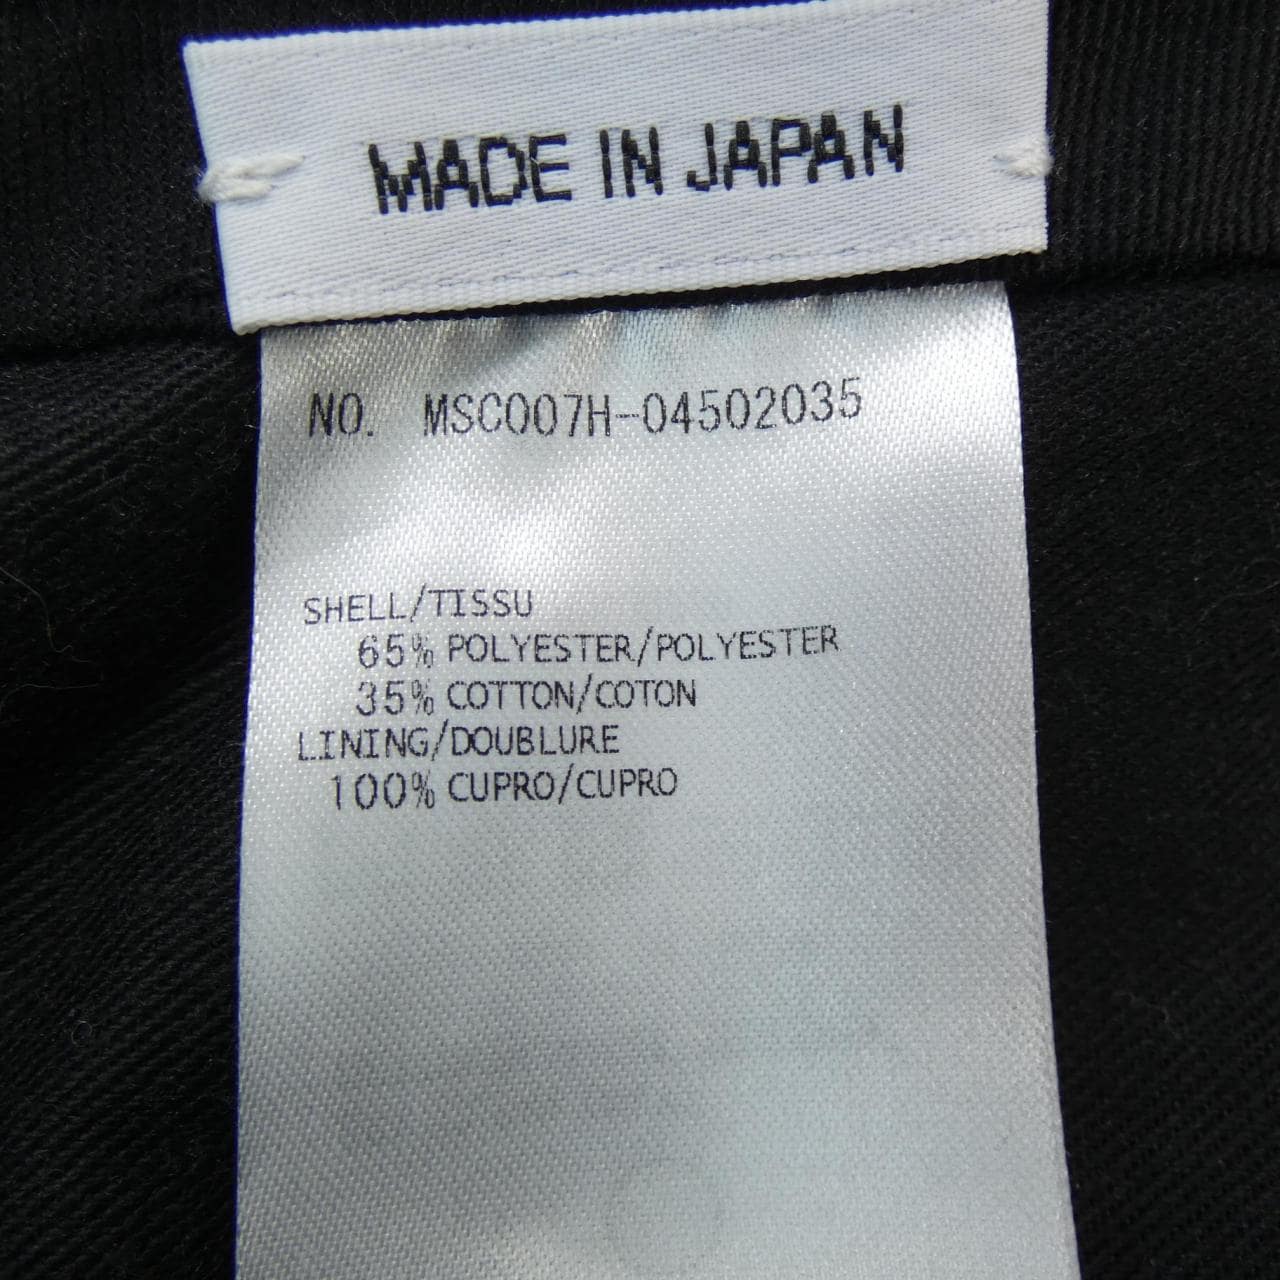 MADE IN JAPAN
NO. MSC007H-04502035
SHELL/TISSU
65% POLYESTER/POLYESTER
35% COTTON/COTON
LINING/DOUBLURE
100% CUPRO/CUPRO